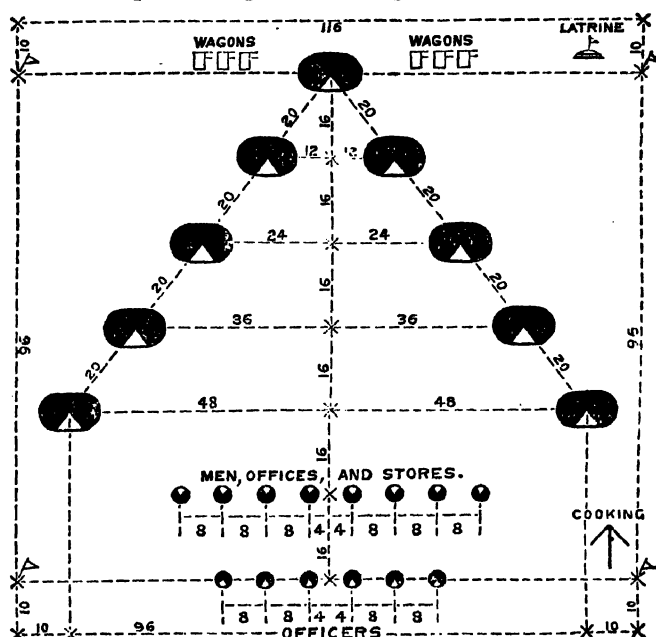 116
WAGONS WAGONS LATRINE
10 10
20 16 20
12 12
20 16 20
24 24
20 16 20
36 36
96 20 16 20 95
48 48
16
MEN, OFFICES, AND STORES.
8 8 8 4 4 8 8 8
COOKING
16
10 8 8 4 4 8 8 10
10 96 OFFICERS 10